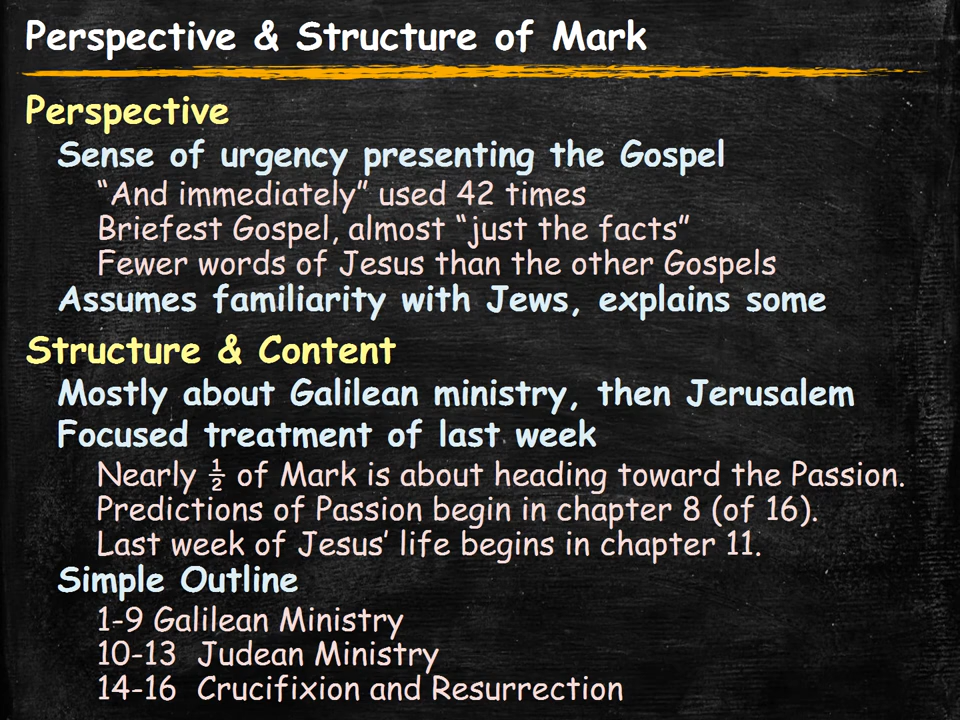 Perspective & Structure of Mark
Perspective
Sense of urgency presenting the Gospel
“And immediately” used 42 times
Briefest Gospel, almost “just the facts”
Fewer words of Jesus than the other Gospels
Assumes familiarity with Jews, explains some
Structure & Content
Mostly about Galilean ministry, then Jerusalem
Focused treatment of last week
Nearly ½ of Mark is about heading toward the Passion.
Predictions of Passion begin in chapter 8 (of 16).
Last week of Jesus’ life begins in chapter 11.
Simple Outline
1-9 Galilean Ministry
10-13 Judean Ministry
14-16 Crucifixion and Resurrection